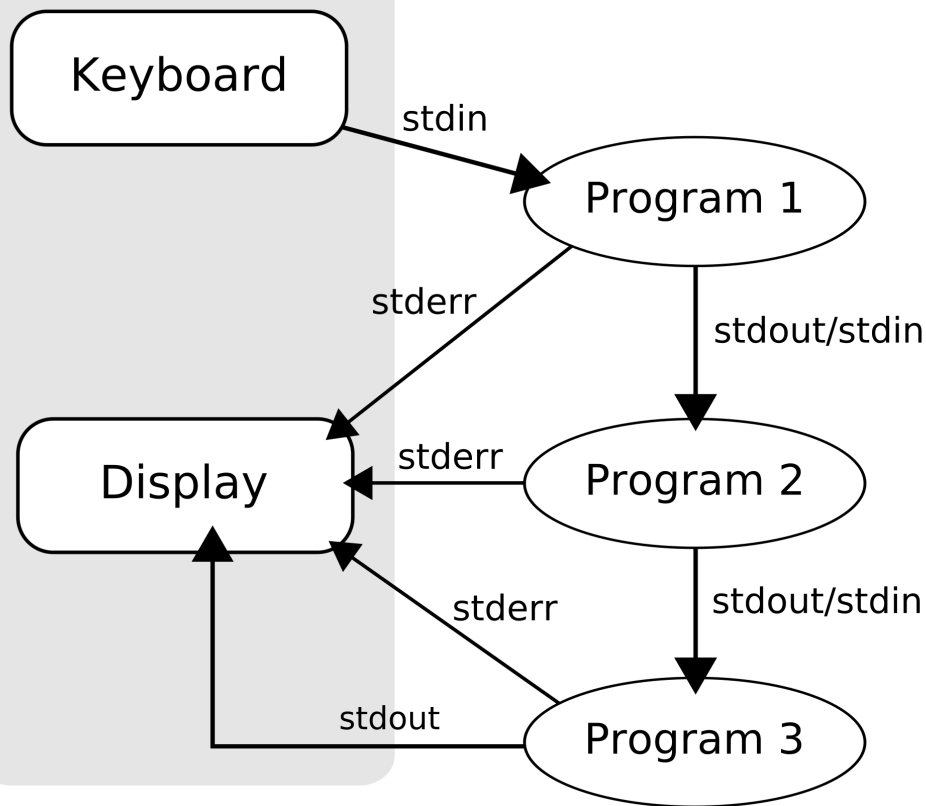 Keyboard
stdin
Program 1
stderr
stdout/stdin
Display
stderr
Program 2
stderr
stdout/stdin
stdout
Program 3